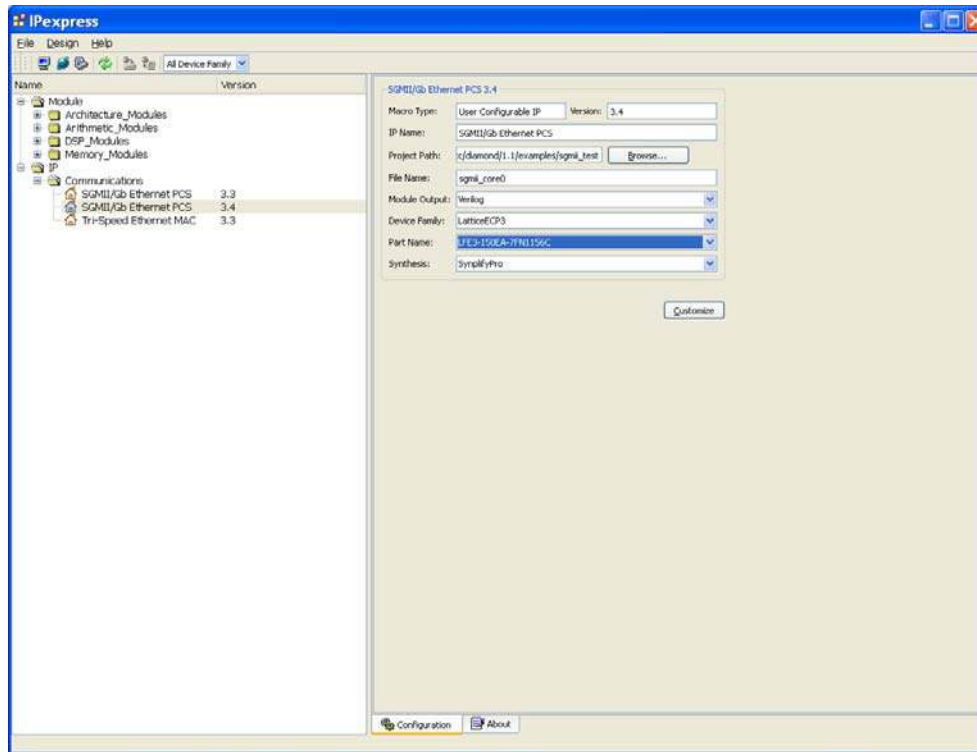 IPexpress
File Design Help
All Device Family
Name Version
Module
Architecture_Modules
Arithmetic_Modules
DSP_Modules
Memory_Modules
IP
Communications
SGMII/Gb Ethernet PCS 3.3
SGMII/Gb Ethernet PCS 3.4
Tri-Speed Ethernet MAC 3.3
SGMII/Gb Ethernet PCS 3.4
Macro Type: User Configurable IP Version: 3.4
IP Name: SGMII/Gb Ethernet PCS
Project Path: c/diamond/1.1/examples/sgmii_test Browse...
File Name: sgmii_core0
Module Output: Verilog
Device Family: LatticeECP3
Part Name: LFE3-150EA-7FN1156C
Synthesis: SynplifyPro
Customize
Configuration About